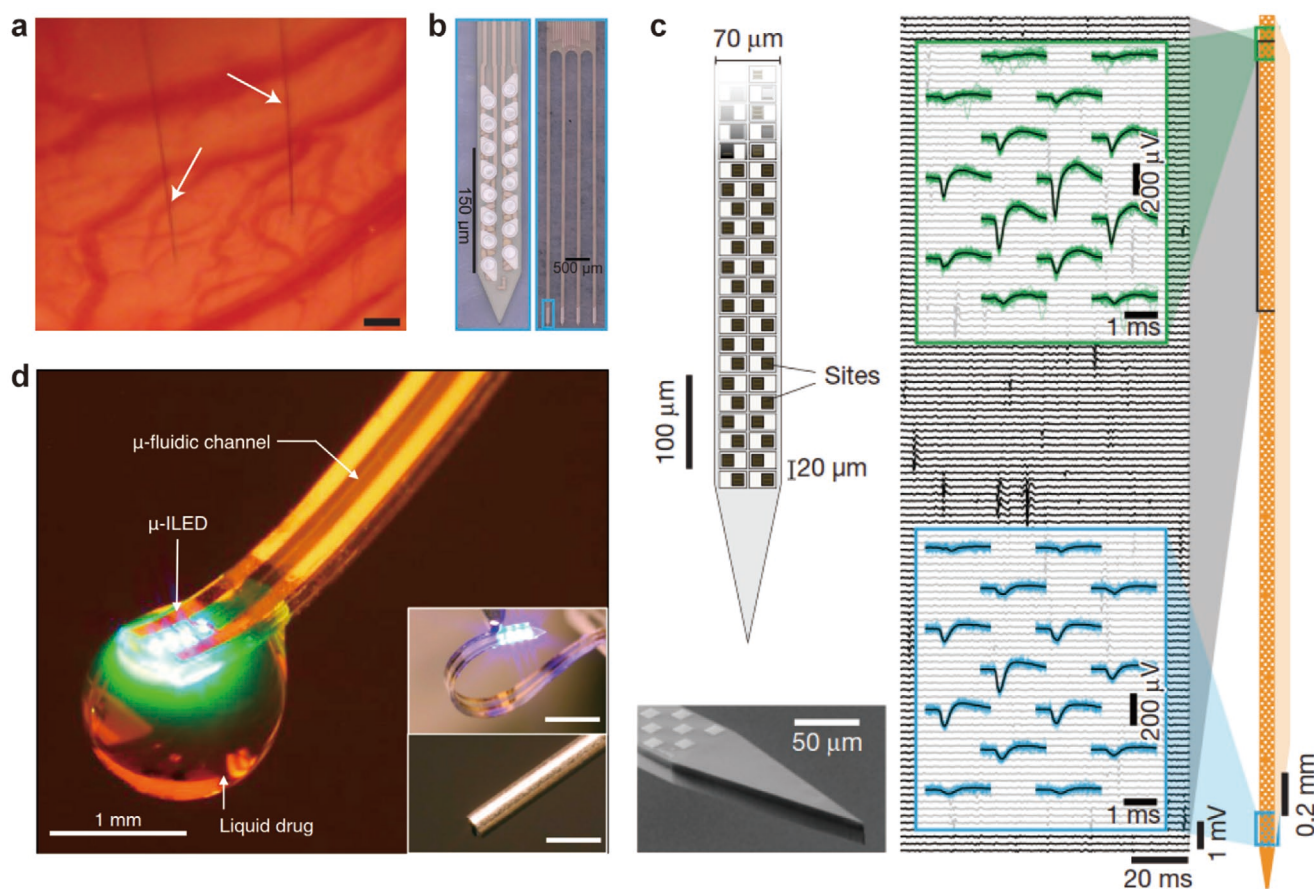 a
b
150 µm
500 µm
c
70 µm
Sites
100 µm
20 µm
50 µm
200 µV
1 ms
200 µV
1 ms
0.2 mm
1 mV
20 ms
d
µ-fluidic channel
µ-ILED
Liquid drug
1 mm